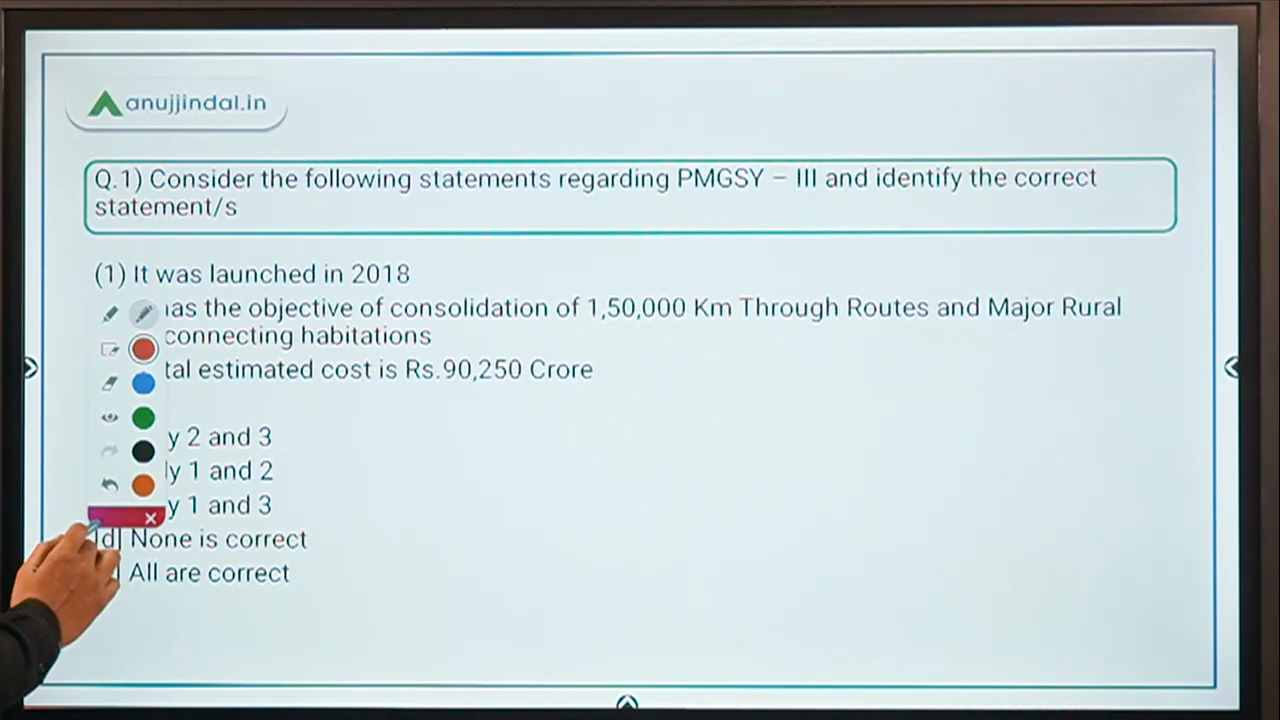 anujjindal.in
Q.1) Consider the following statements regarding PMGSY – III and identify the correct
statement/s
(1) It was launched in 2018
has the objective of consolidation of 1,50,000 Km Through Routes and Major Rural
connecting habitations
tal estimated cost is Rs.90,250 Crore
y 2 and 3
ly 1 and 2
y 1 and 3
[d] None is correct
All are correct